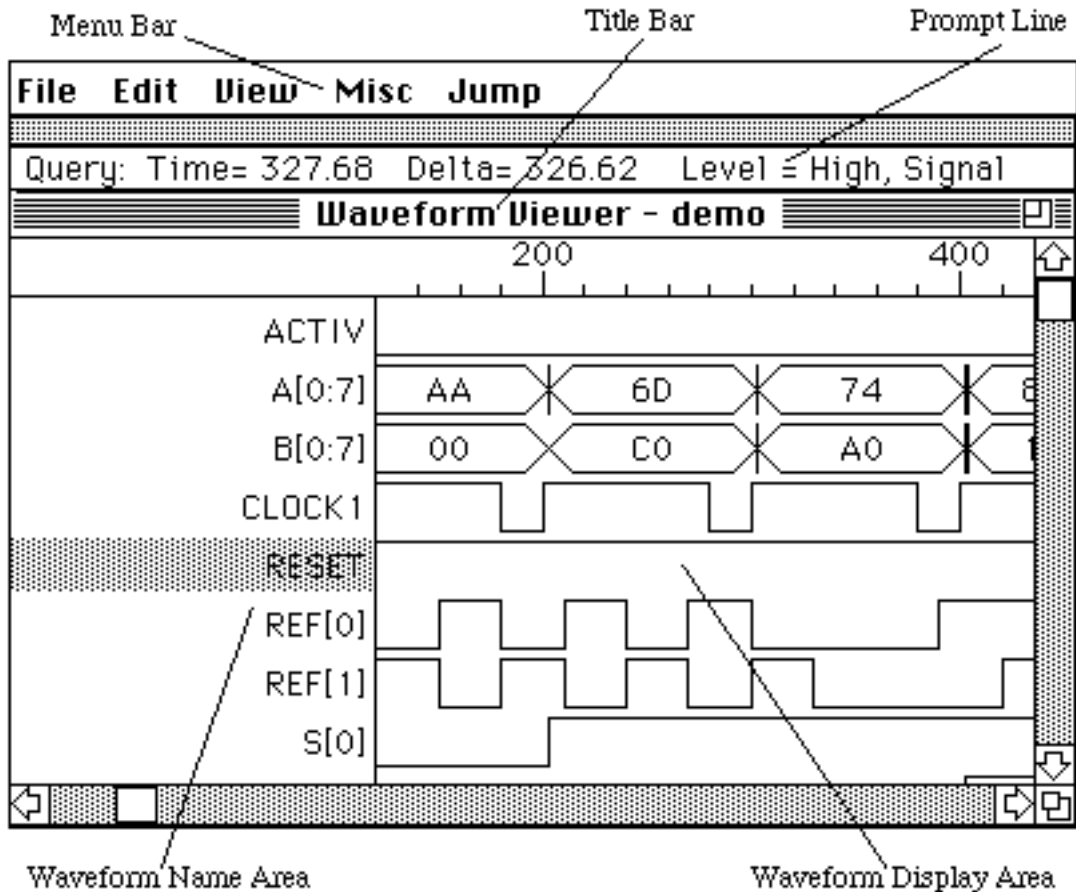 Menu Bar Title Bar Prompt Line
File Edit View Misc Jump
Query: Time= 327.68 Delta= 326.62 Level = High, Signal
Waveform Viewer - demo
200 400
ACTIV
A[0:7] AA 6D 74
B[0:7] 00 C0 A0
CLOCK1
RESET
REF[0]
REF[1]
S[0]
Waveform Name Area Waveform Display Area